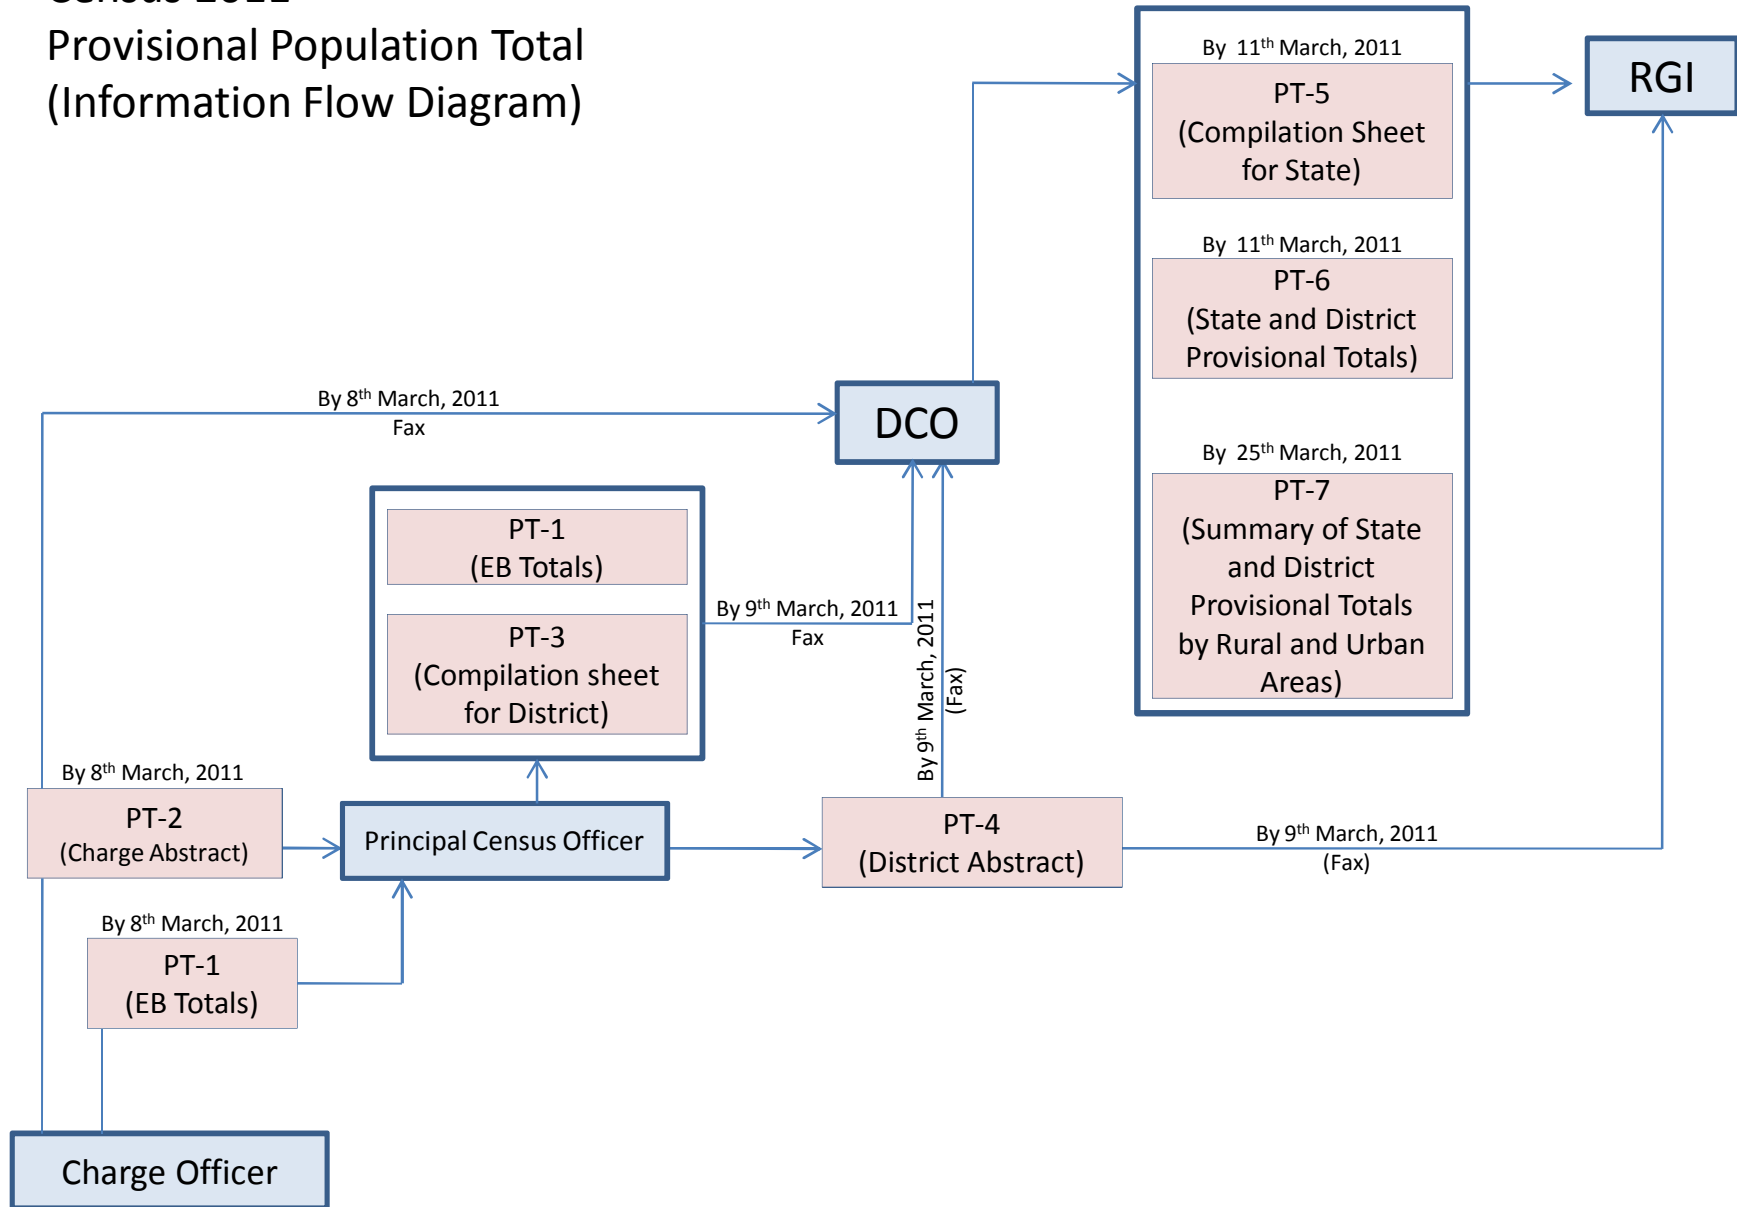 Census 2011
Provisional Population Total
(Information Flow Diagram)
By 11th March, 2011
PT-5
(Compilation Sheet
for State)
RGI
By 11th March, 2011
PT-6
(State and District
Provisional Totals)
By 8th March, 2011
Fax
DCO
By 25th March, 2011
PT-7
(Summary of State
and District
Provisional Totals
by Rural and Urban
Areas)
PT-1
(EB Totals)
PT-3
(Compilation sheet
for District)
By 9th March, 2011
Fax
By 9th March, 2011
(Fax)
By 8th March, 2011
PT-2
(Charge Abstract)
Principal Census Officer
PT-4
(District Abstract)
By 9th March, 2011
(Fax)
By 8th March, 2011
PT-1
(EB Totals)
Charge Officer